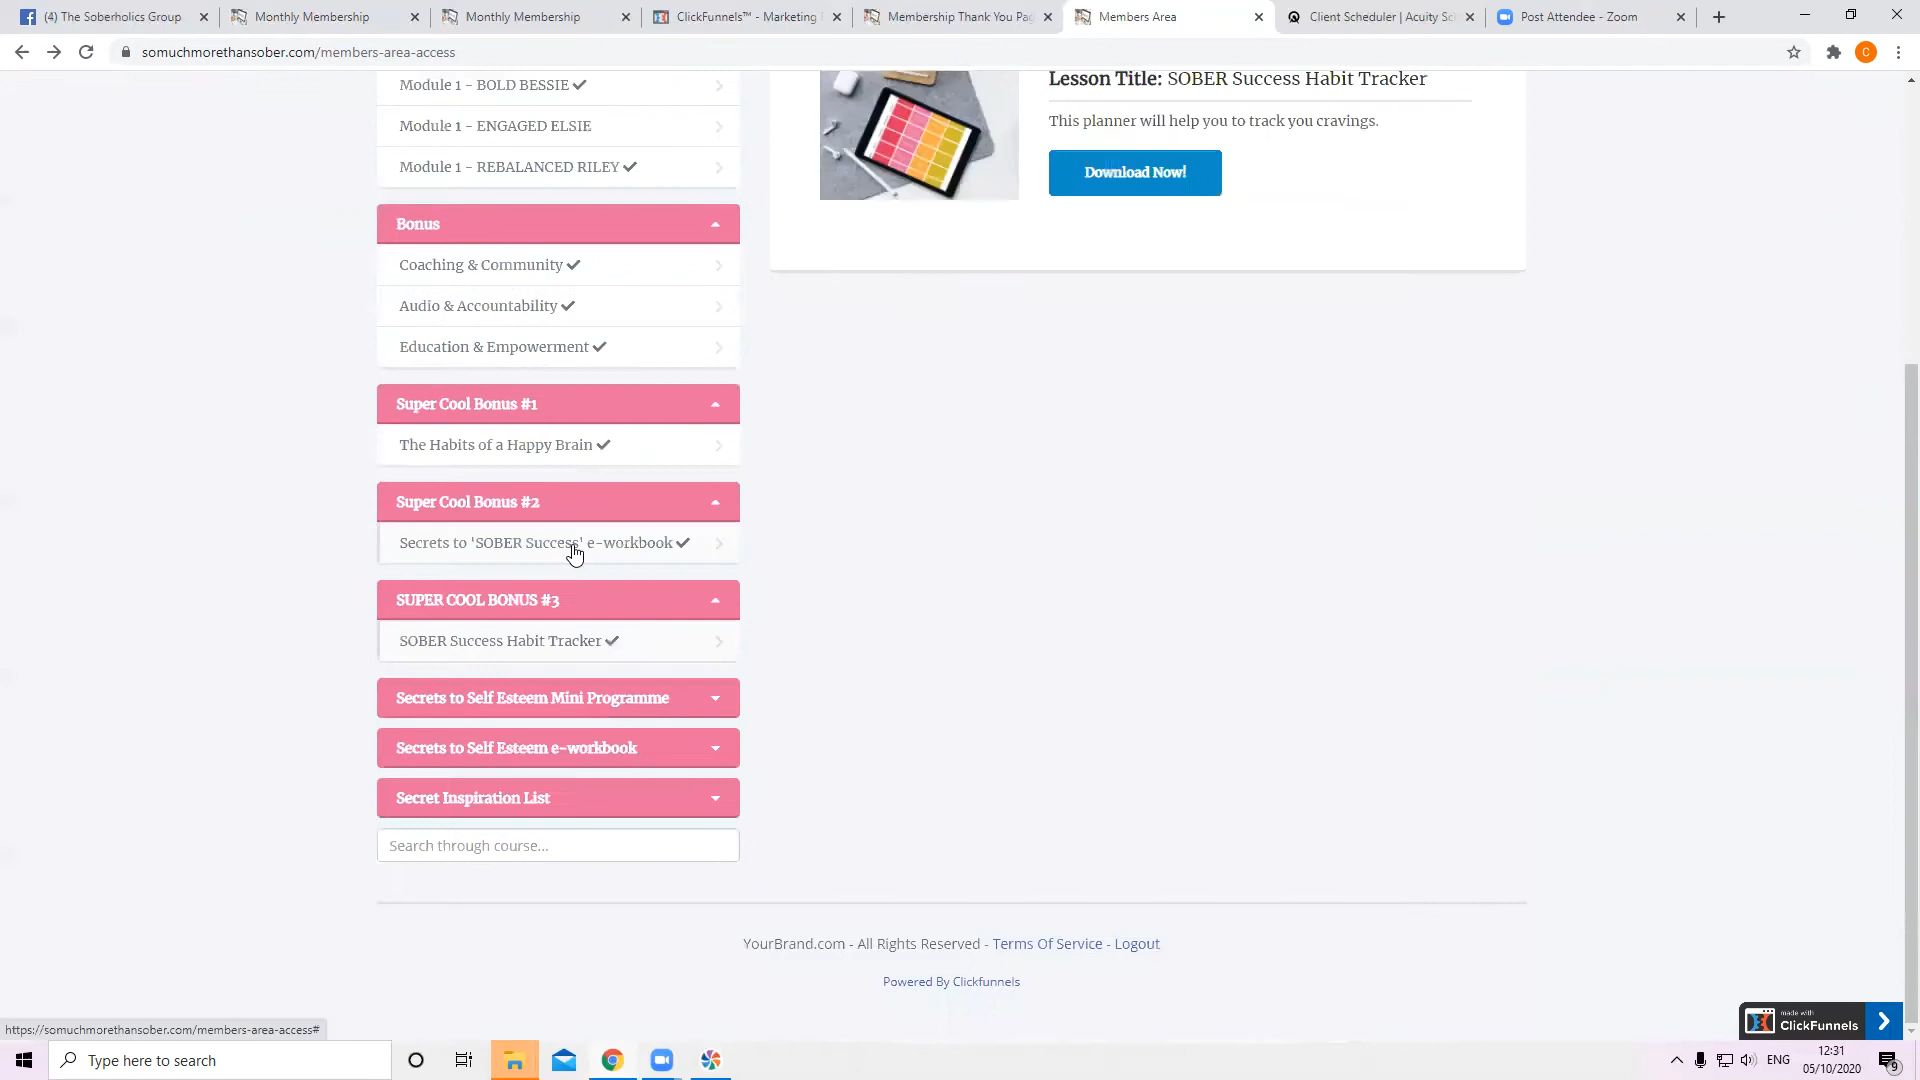 (4) The Soberholics Group
Monthly Membership
Monthly Membership
ClickFunnels™ - Marketing
Membership Thank You Pag
Members Area
Client Scheduler | Acuity Sc
Post Attendee - Zoom
somuchmorethansober.com/members-area-access
C
Module 1 - BOLD BESSIE
Module 1 - ENGAGED ELSIE
Module 1 - REBALANCED RILEY
Bonus
Coaching & Community
Audio & Accountability
Education & Empowerment
Super Cool Bonus #1
The Habits of a Happy Brain
Super Cool Bonus #2
Secrets to 'SOBER Success' e-workbook
SUPER COOL BONUS #3
SOBER Success Habit Tracker
Secrets to Self Esteem Mini Programme
Secrets to Self Esteem e-workbook
Secret Inspiration List
Search through course...
Lesson Title: SOBER Success Habit Tracker
This planner will help you to track you cravings.
Download Now!
YourBrand.com - All Rights Reserved - Terms Of Service - Logout
Powered By Clickfunnels
made with
ClickFunnels
https://somuchmorethansober.com/members-area-access#
Type here to search
ENG
12:31
05/10/2020
9